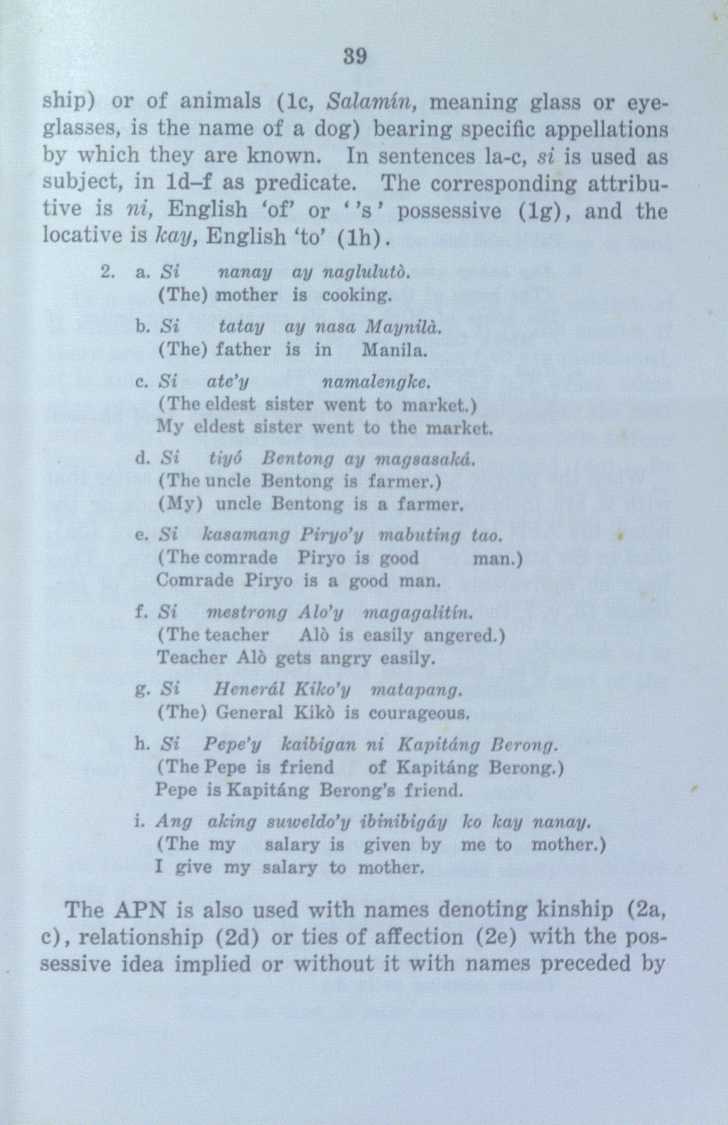 39
ship) or of animals (1c, Salamín, meaning glass or eye-
glasses, is the name of a dog) bearing specific appellations
by which they are known. In sentences la-c, si is used as
subject, in 1d–f as predicate. The corresponding attribu-
tive is ni, English ‘of’ or ‘ ’s ’ possessive (1g), and the
locative is kay, English ‘to’ (1h).
2. a. Si nanay ay naglulutò.
(The) mother is cooking.
b. Si tatay ay nasa Maynilà.
(The) father is in Manila.
c. Si ate’y namalengke.
(The eldest sister went to market.)
My eldest sister went to the market.
d. Si tiyó Bentong ay magsasaká.
(The uncle Bentong is farmer.)
(My) uncle Bentong is a farmer.
e. Si kasamang Piryo’y mabuting tao.
(The comrade Piryo is good man.)
Comrade Piryo is a good man.
f. Si mestrong Alo’y magagalitín.
(The teacher Alò is easily angered.)
Teacher Alò gets angry easily.
g. Si Henerál Kiko’y matapang.
(The) General Kikò is courageous.
h. Si Pepe’y kaibigan ni Kapitáng Berong.
(The Pepe is friend of Kapitáng Berong.)
Pepe is Kapitáng Berong’s friend.
i. Ang aking suweldo’y ibinibigáy ko kay nanay.
(The my salary is given by me to mother.)
I give my salary to mother.
The APN is also used with names denoting kinship (2a,
c), relationship (2d) or ties of affection (2e) with the pos-
sessive idea implied or without it with names preceded by